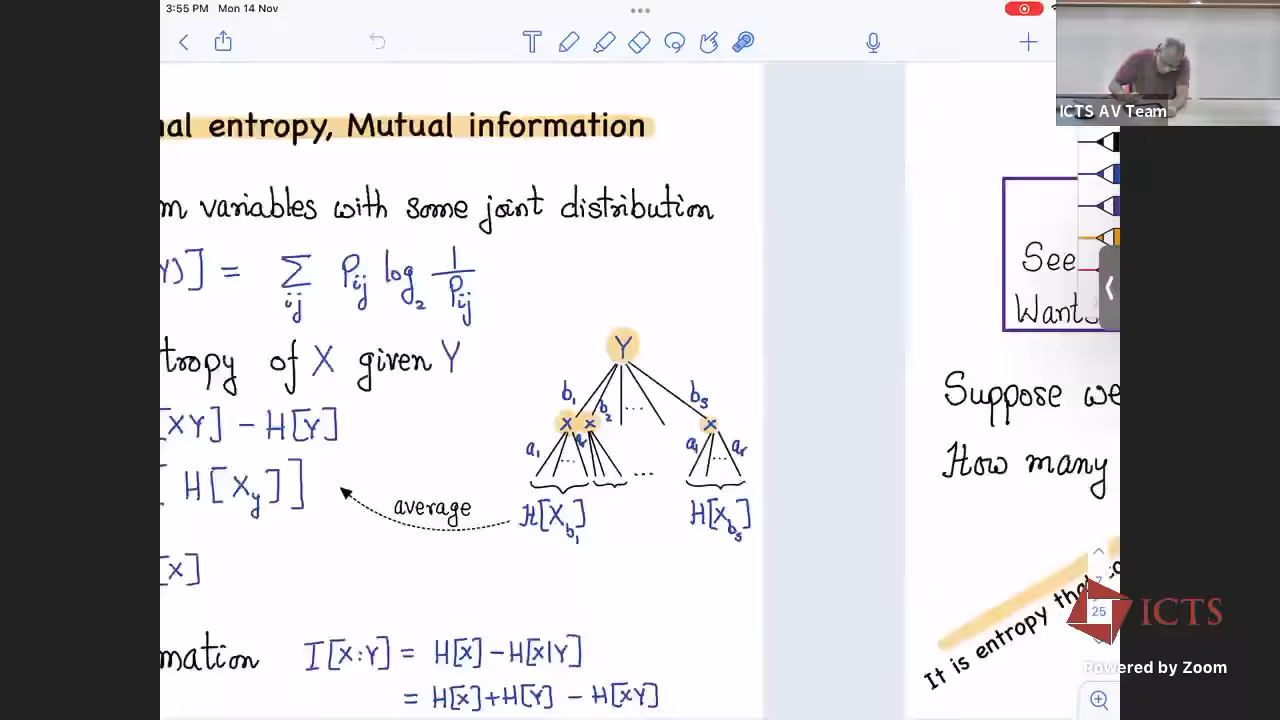 3:55 PM Mon 14 Nov
ICTS AV Team
nal entropy, Mutual information
m variables with some joint distribution
Y)] = ∑ij Pij log2 1/Pij
tropy of X given Y
[XY] - H[Y]
H[Xy]]
average
[X]
mation I[X:Y] = H[X] - H[X|Y]
= H[X] + H[Y] - H[XY]
Y
b1 b2 ... bs
X X X
a1 ... ar ... a1 ... ar
H[Xb1] H[Xbs]
See
Wants
Suppose we
How many
It is entropy that
7
25
ICTS
Powered by Zoom